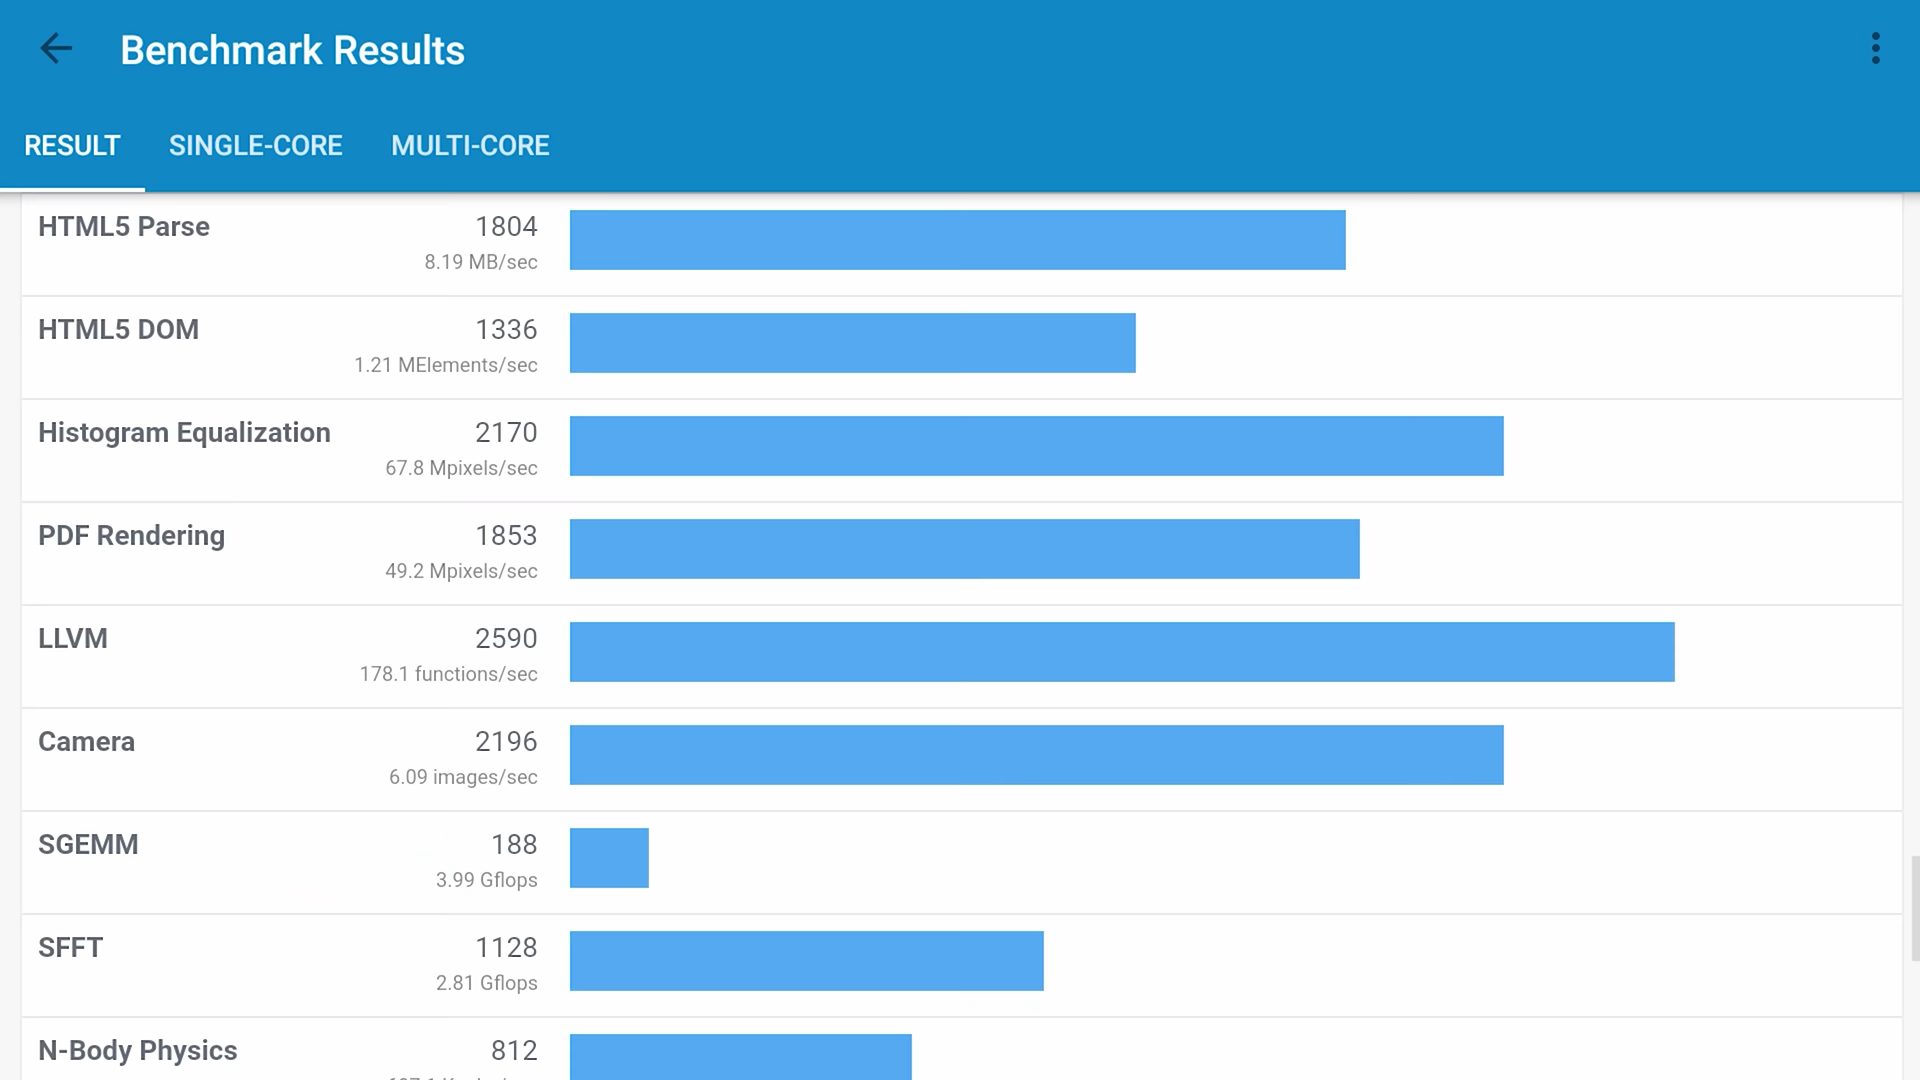 Benchmark Results
RESULT SINGLE-CORE MULTI-CORE
HTML5 Parse 1804
8.19 MB/sec
HTML5 DOM 1336
1.21 MElements/sec
Histogram Equalization 2170
67.8 Mpixels/sec
PDF Rendering 1853
49.2 Mpixels/sec
LLVM 2590
178.1 functions/sec
Camera 2196
6.09 images/sec
SGEMM 188
3.99 Gflops
SFFT 1128
2.81 Gflops
N-Body Physics 812